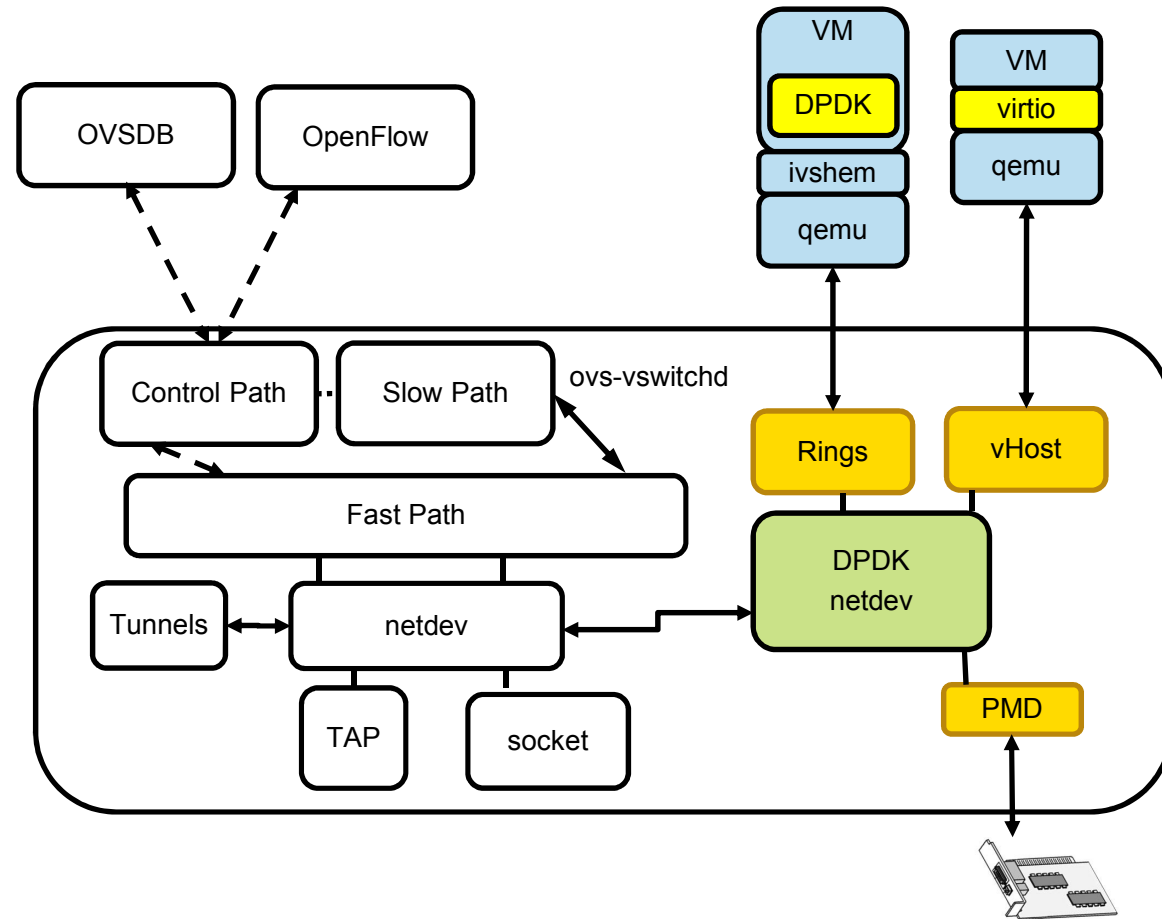 VM
DPDK
ivshem
qemu
VM
virtio
qemu
OVSDB
OpenFlow
Control Path
Slow Path
ovs-vswitchd
Rings
vHost
Fast Path
DPDK
netdev
Tunnels
netdev
TAP
socket
PMD